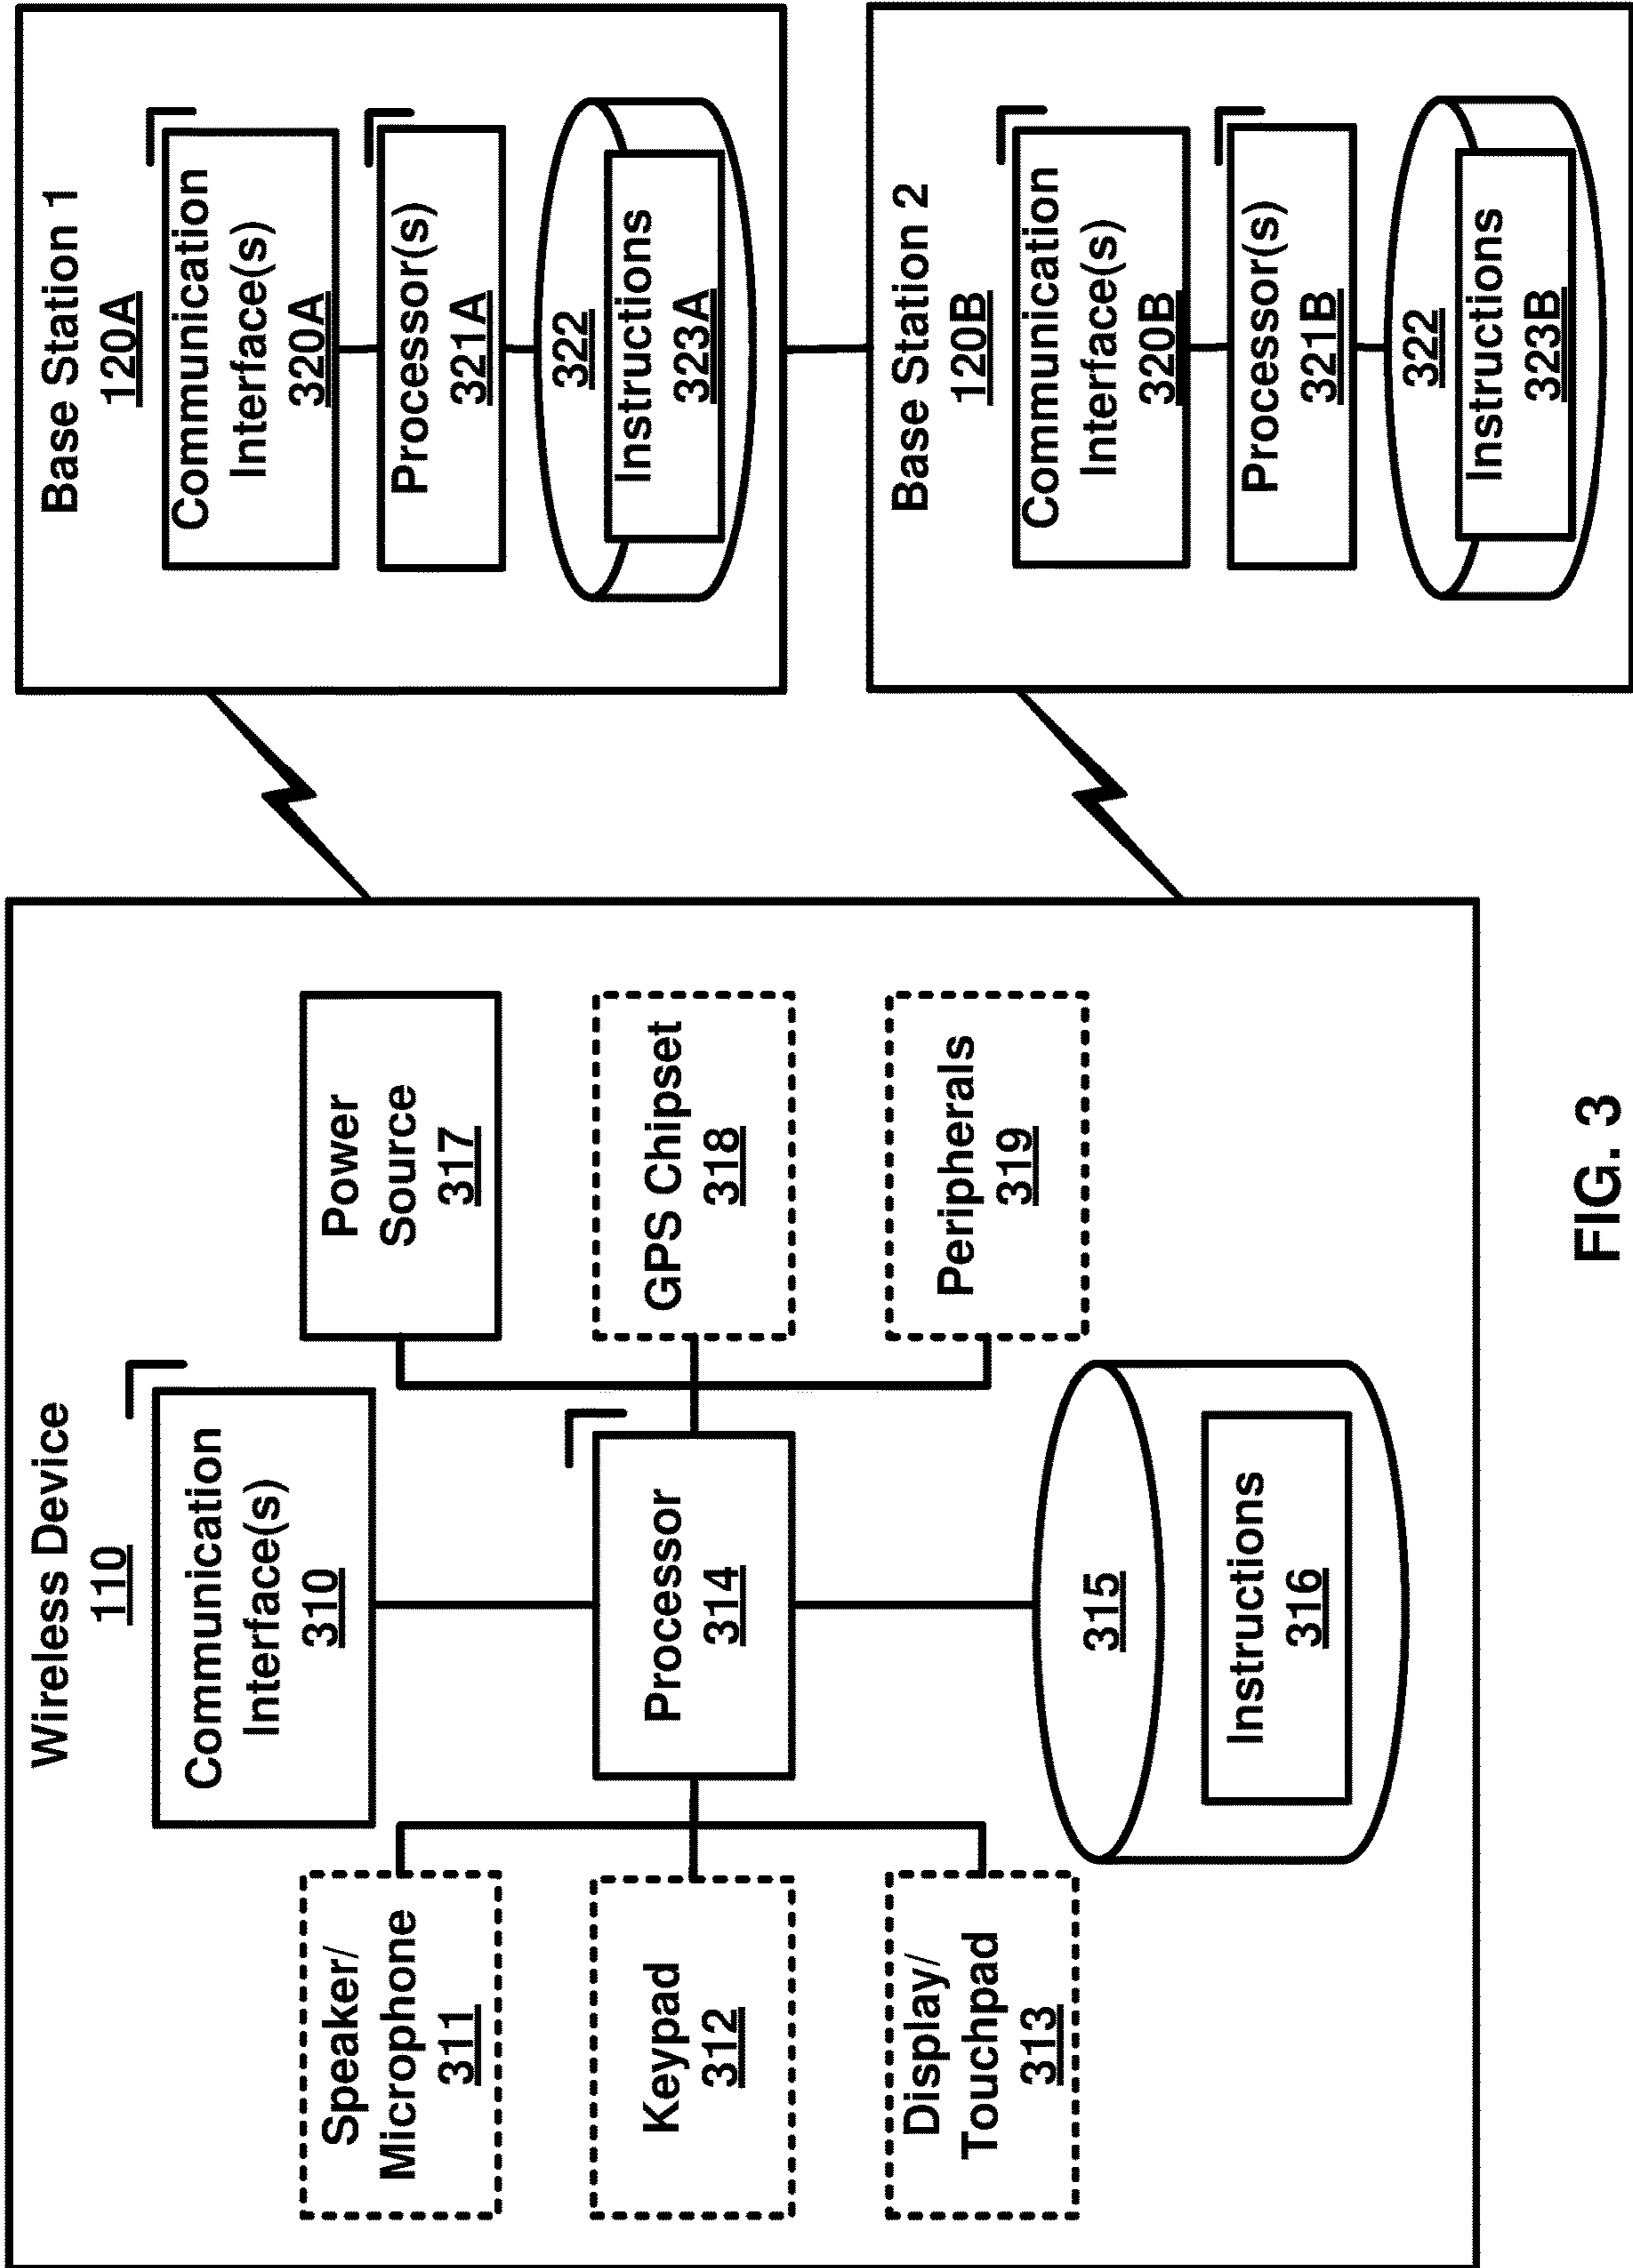 Wireless Device
110
Communication
Interface(s)
310
Speaker/
Microphone
311
Keypad
312
Display/
Touchpad
313
Processor
314
Power
Source
317
GPS Chipset
318
Peripherals
319
315
Instructions
316
Base Station 1
120A
Communication
Interface(s)
320A
Processor(s)
321A
322
Instructions
323A
Base Station 2
120B
Communication
Interface(s)
320B
Processor(s)
321B
322
Instructions
323B
FIG. 3